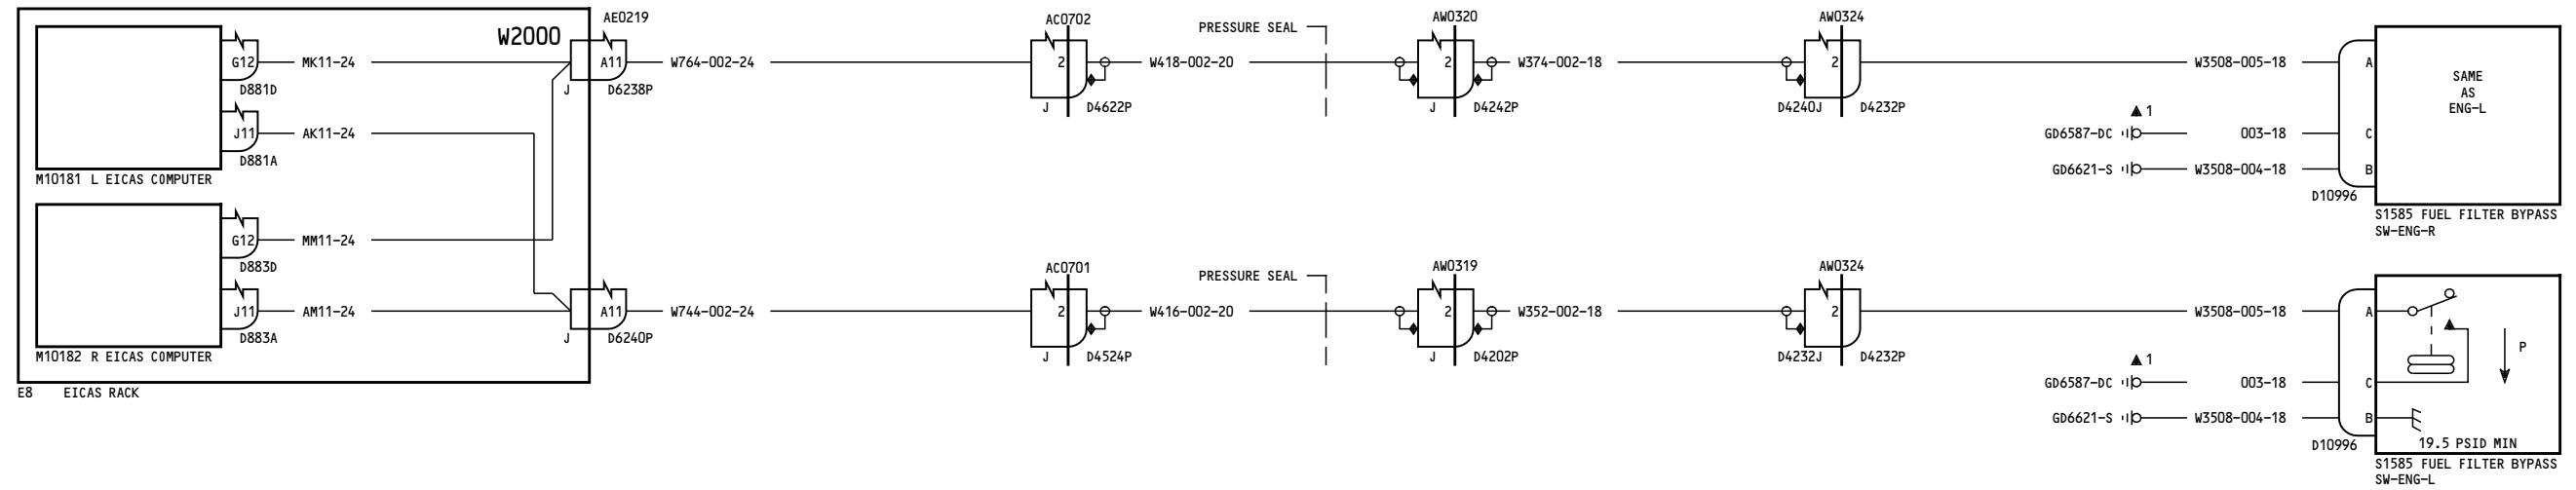 W2000
AE0219
AC0702
PRESSURE SEAL
AW0320
AW0324
G12
MK11-24
A11
W764-002-24
2
W418-002-20
2
W374-002-18
2
W3508-005-18
A
SAME
AS
ENG-L
D881D
J
D6238P
J
D4622P
J
D4242P
D4240J
D4232P
1
J11
AK11-24
GD6587-DC
003-18
C
D881A
GD6621-S
W3508-004-18
B
M10181 L EICAS COMPUTER
D10996
S1585 FUEL FILTER BYPASS
SW-ENG-R
G12
MM11-24
D883D
AC0701
PRESSURE SEAL
AW0319
AW0324
J11
AM11-24
A11
W744-002-24
2
W416-002-20
2
W352-002-18
2
W3508-005-18
A
D883A
J
D6240P
J
D4524P
J
D4202P
D4232J
D4232P
P
M10182 R EICAS COMPUTER
1
GD6587-DC
003-18
C
E8 EICAS RACK
GD6621-S
W3508-004-18
B
19.5 PSID MIN
D10996
S1585 FUEL FILTER BYPASS
SW-ENG-L